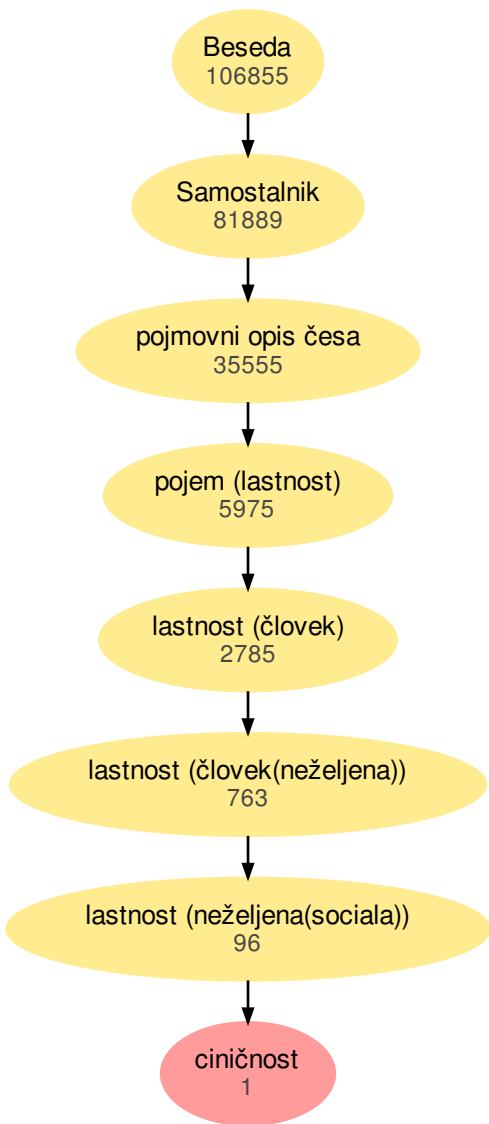 Beseda
106855
Samostalnik
81889
pojmovni opis česa
35555
pojem (lastnost)
5975
lastnost (človek)
2785
lastnost (človek(neželjena))
763
lastnost (neželjena(sociala))
96
ciničnost
1